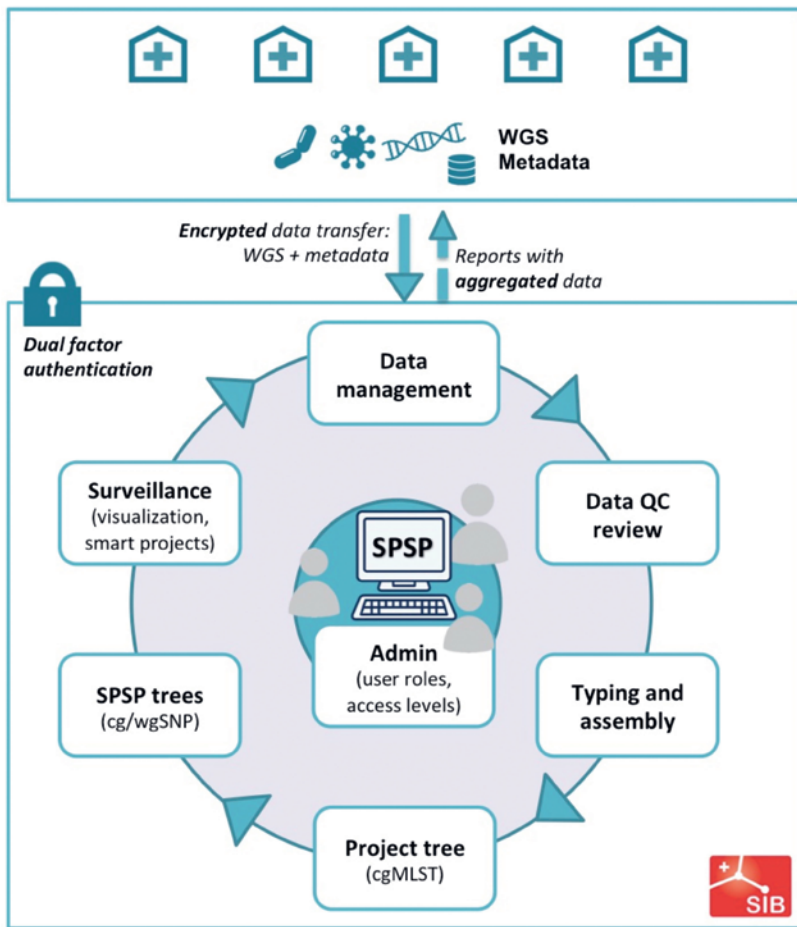 WGS
Metadata
Encrypted data transfer:
WGS + metadata
Reports with
aggregated data
Dual factor
authentication
Data
management
Surveillance
(visualization,
smart projects)
Data QC
review
SPSP
Admin
(user roles,
access levels)
SPSP trees
(cg/wgSNP)
Typing and
assembly
Project tree
(cgMLST)
SIB